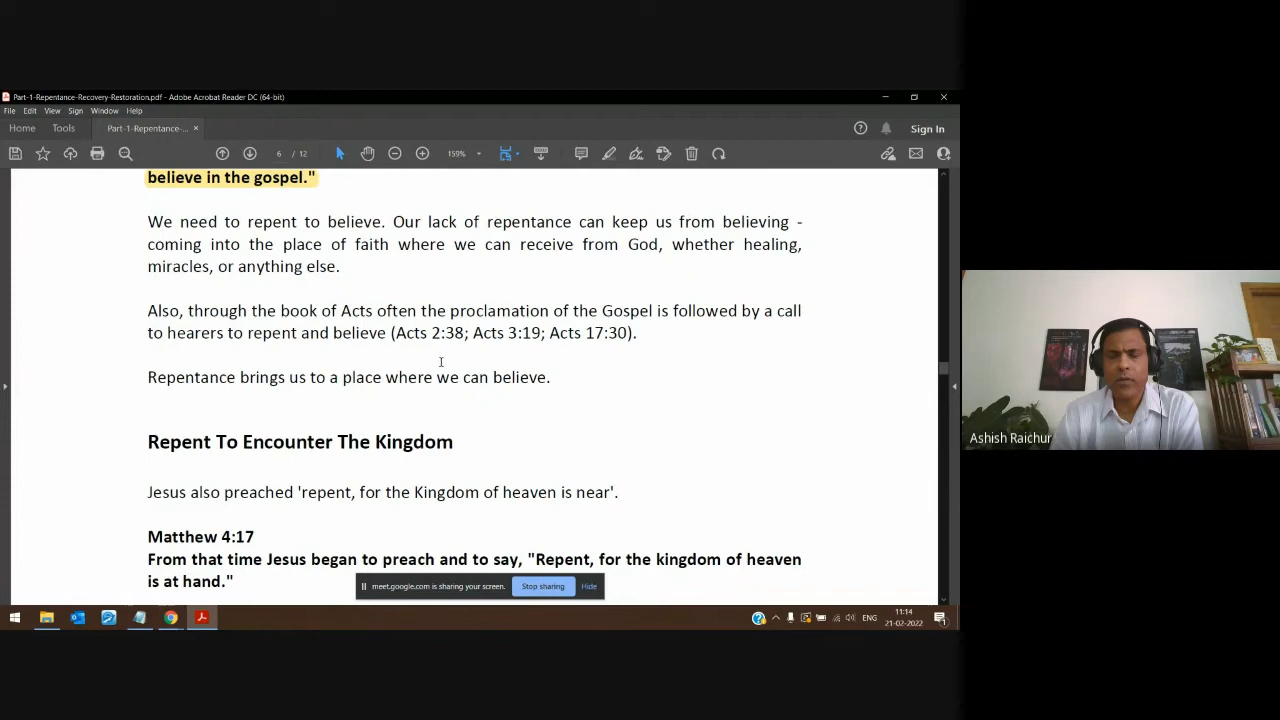 Part-1-Repentance-Recovery-Restoration.pdf - Adobe Acrobat Reader DC (64-bit)
File Edit View Sign Window Help
Home Tools Part-1-Repentance-... × Sign In
6 / 12 159%
believe in the gospel."
We need to repent to believe. Our lack of repentance can keep us from believing -
coming into the place of faith where we can receive from God, whether healing,
miracles, or anything else.
Also, through the book of Acts often the proclamation of the Gospel is followed by a call
to hearers to repent and believe (Acts 2:38; Acts 3:19; Acts 17:30).
Repentance brings us to a place where we can believe.
Repent To Encounter The Kingdom
Jesus also preached 'repent, for the Kingdom of heaven is near'.
Matthew 4:17
From that time Jesus began to preach and to say, "Repent, for the kingdom of heaven
is at hand."
meet.google.com is sharing your screen. Stop sharing Hide
ENG 11:14
21-02-2022
Ashish Raichur